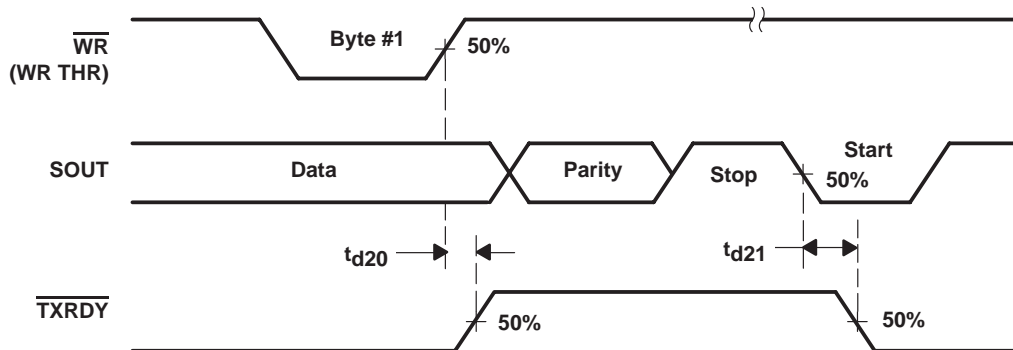 WR
(WR THR)
Byte #1
50%
SOUT
Data
Parity
Stop
Start
50%
td20
td21
TXRDY
50%
50%